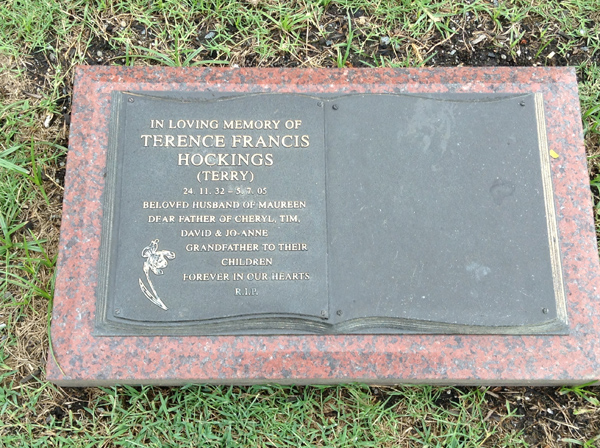 IN LOVING MEMORY OF
TERENCE FRANCIS
HOCKINGS
(TERRY)
24. 11. 32 - 5. 7. 05
BELOVED HUSBAND OF MAUREEN
DEAR FATHER OF CHERYL, TIM,
DAVID & JO-ANNE
GRANDFATHER TO THEIR
CHILDREN
FOREVER IN OUR HEARTS
R.I.P.